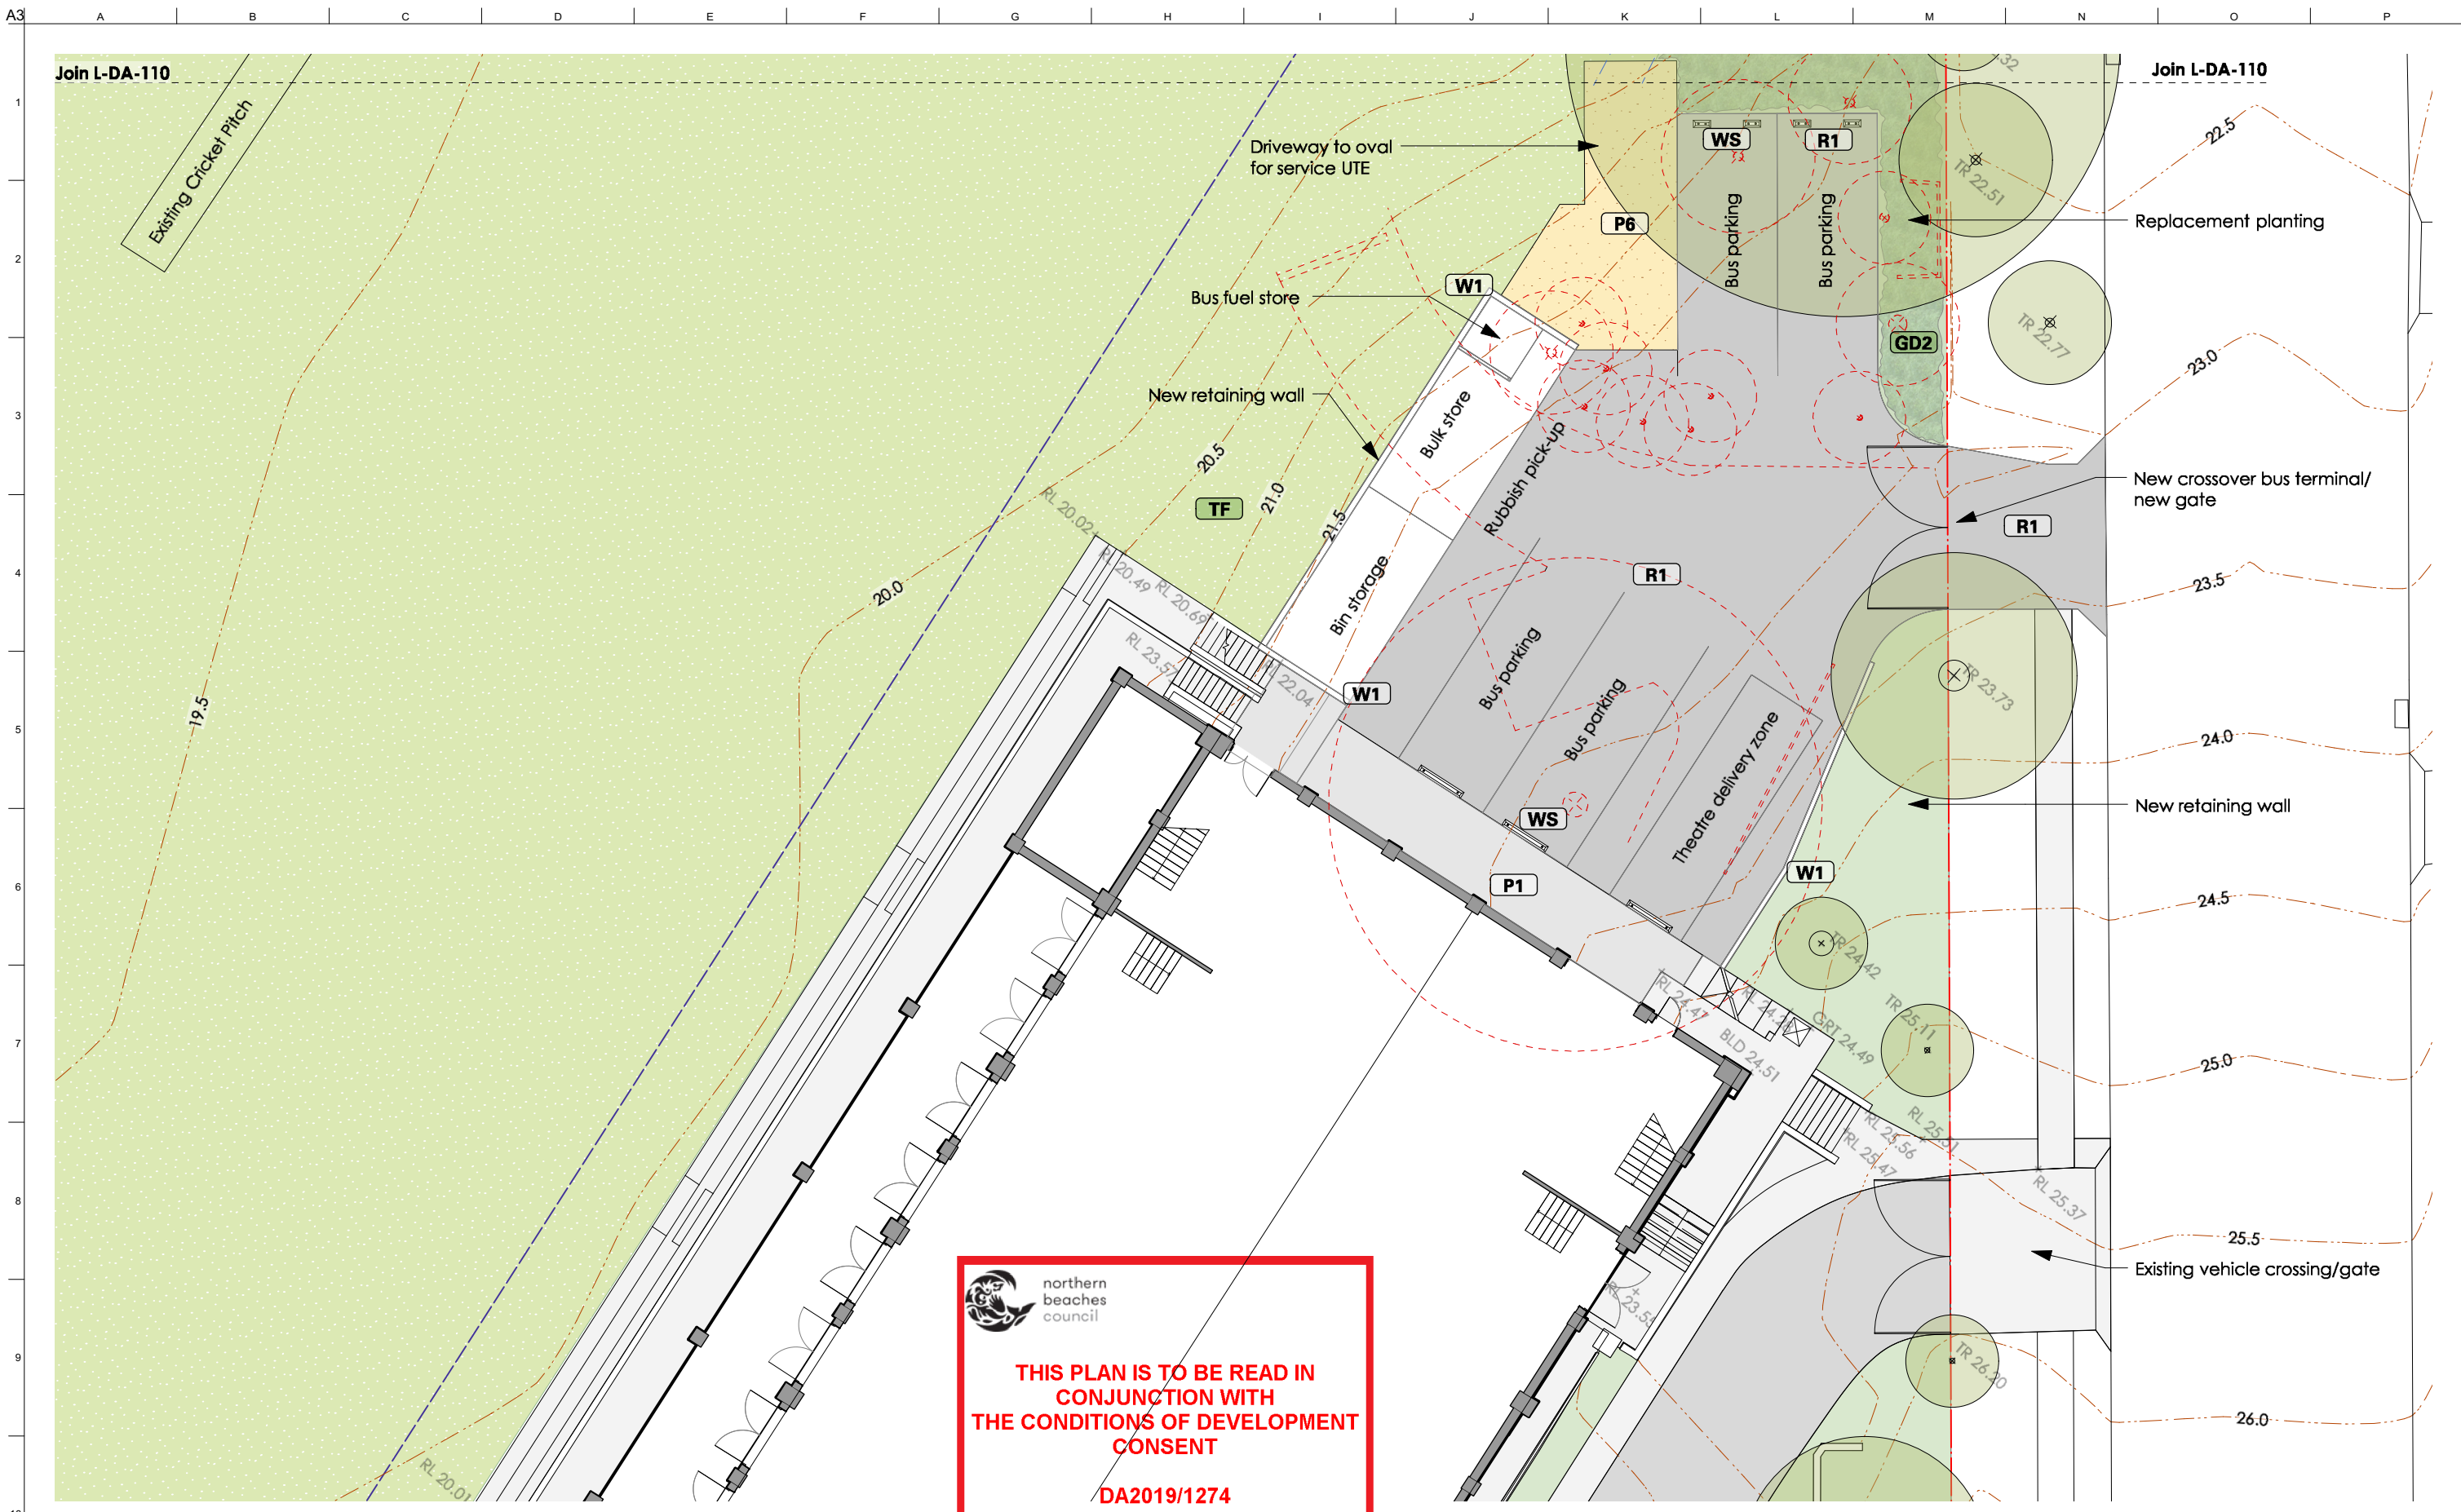 A3
A B C D E F G H I J K L M N O P
1
2
3
4
5
6
7
8
9
Join L-DA-110
Join L-DA-110
Existing Cricket Pitch
Driveway to oval
for service UTE
WS
R1
TR 22.51
22.5
P6
Bus parking
Bus parking
Replacement planting
W1
Bus fuel store
GD2
TR 22.77
23.0
New retaining wall
Bulk store
Rubbish pick-up
20.5
21.0
21.5
TF
RL 20.02
RL 20.49
RL 20.69
New crossover bus terminal/
new gate
R1
R1
20.0
23.5
Bin storage
RL 23.57
RL 22.04
W1
Bus parking
Bus parking
Theatre delivery zone
TR 23.73
19.5
24.0
WS
New retaining wall
W1
P1
24.5
TR 24.42
RL 24.47
TR 25.11
GRT 24.49
BLD 24.51
25.0
RL 25.51
RL 25.56
RL 25.47
RL 25.37
25.5
Existing vehicle crossing/gate
RL 23.55
TR 26.20
26.0
RL 20.01
northern
beaches
council
THIS PLAN IS TO BE READ IN
CONJUNCTION WITH
THE CONDITIONS OF DEVELOPMENT
CONSENT
DA2019/1274